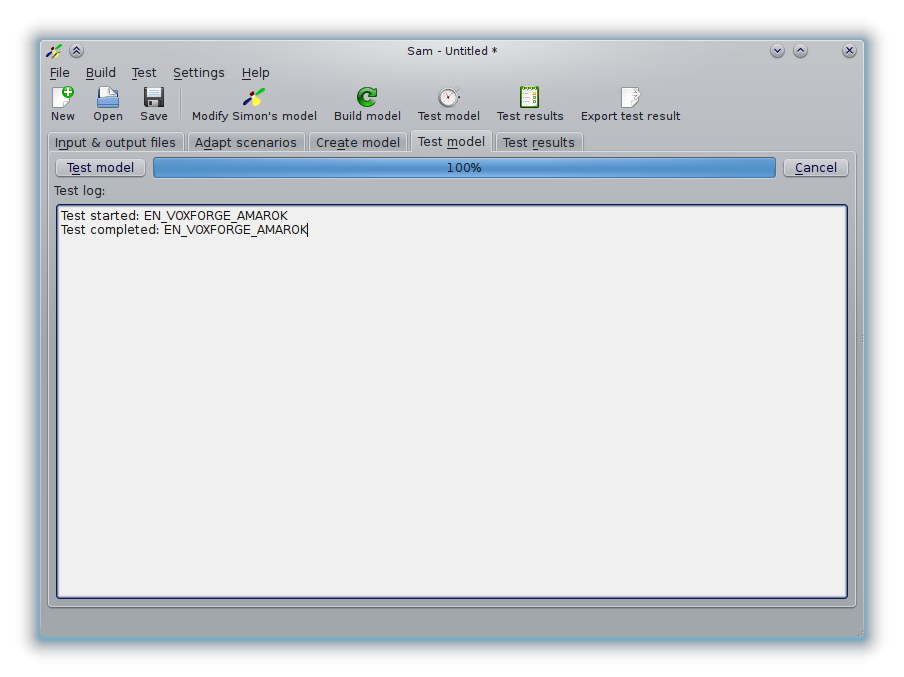 Sam - Untitled *
File Build Test Settings Help
New Open Save Modify Simon's model Build model Test model Test results Export test result
Input & output files Adapt scenarios Create model Test model Test results
Test model 100% Cancel
Test log:
Test started: EN_VOXFORGE_AMAROK
Test completed: EN_VOXFORGE_AMAROK